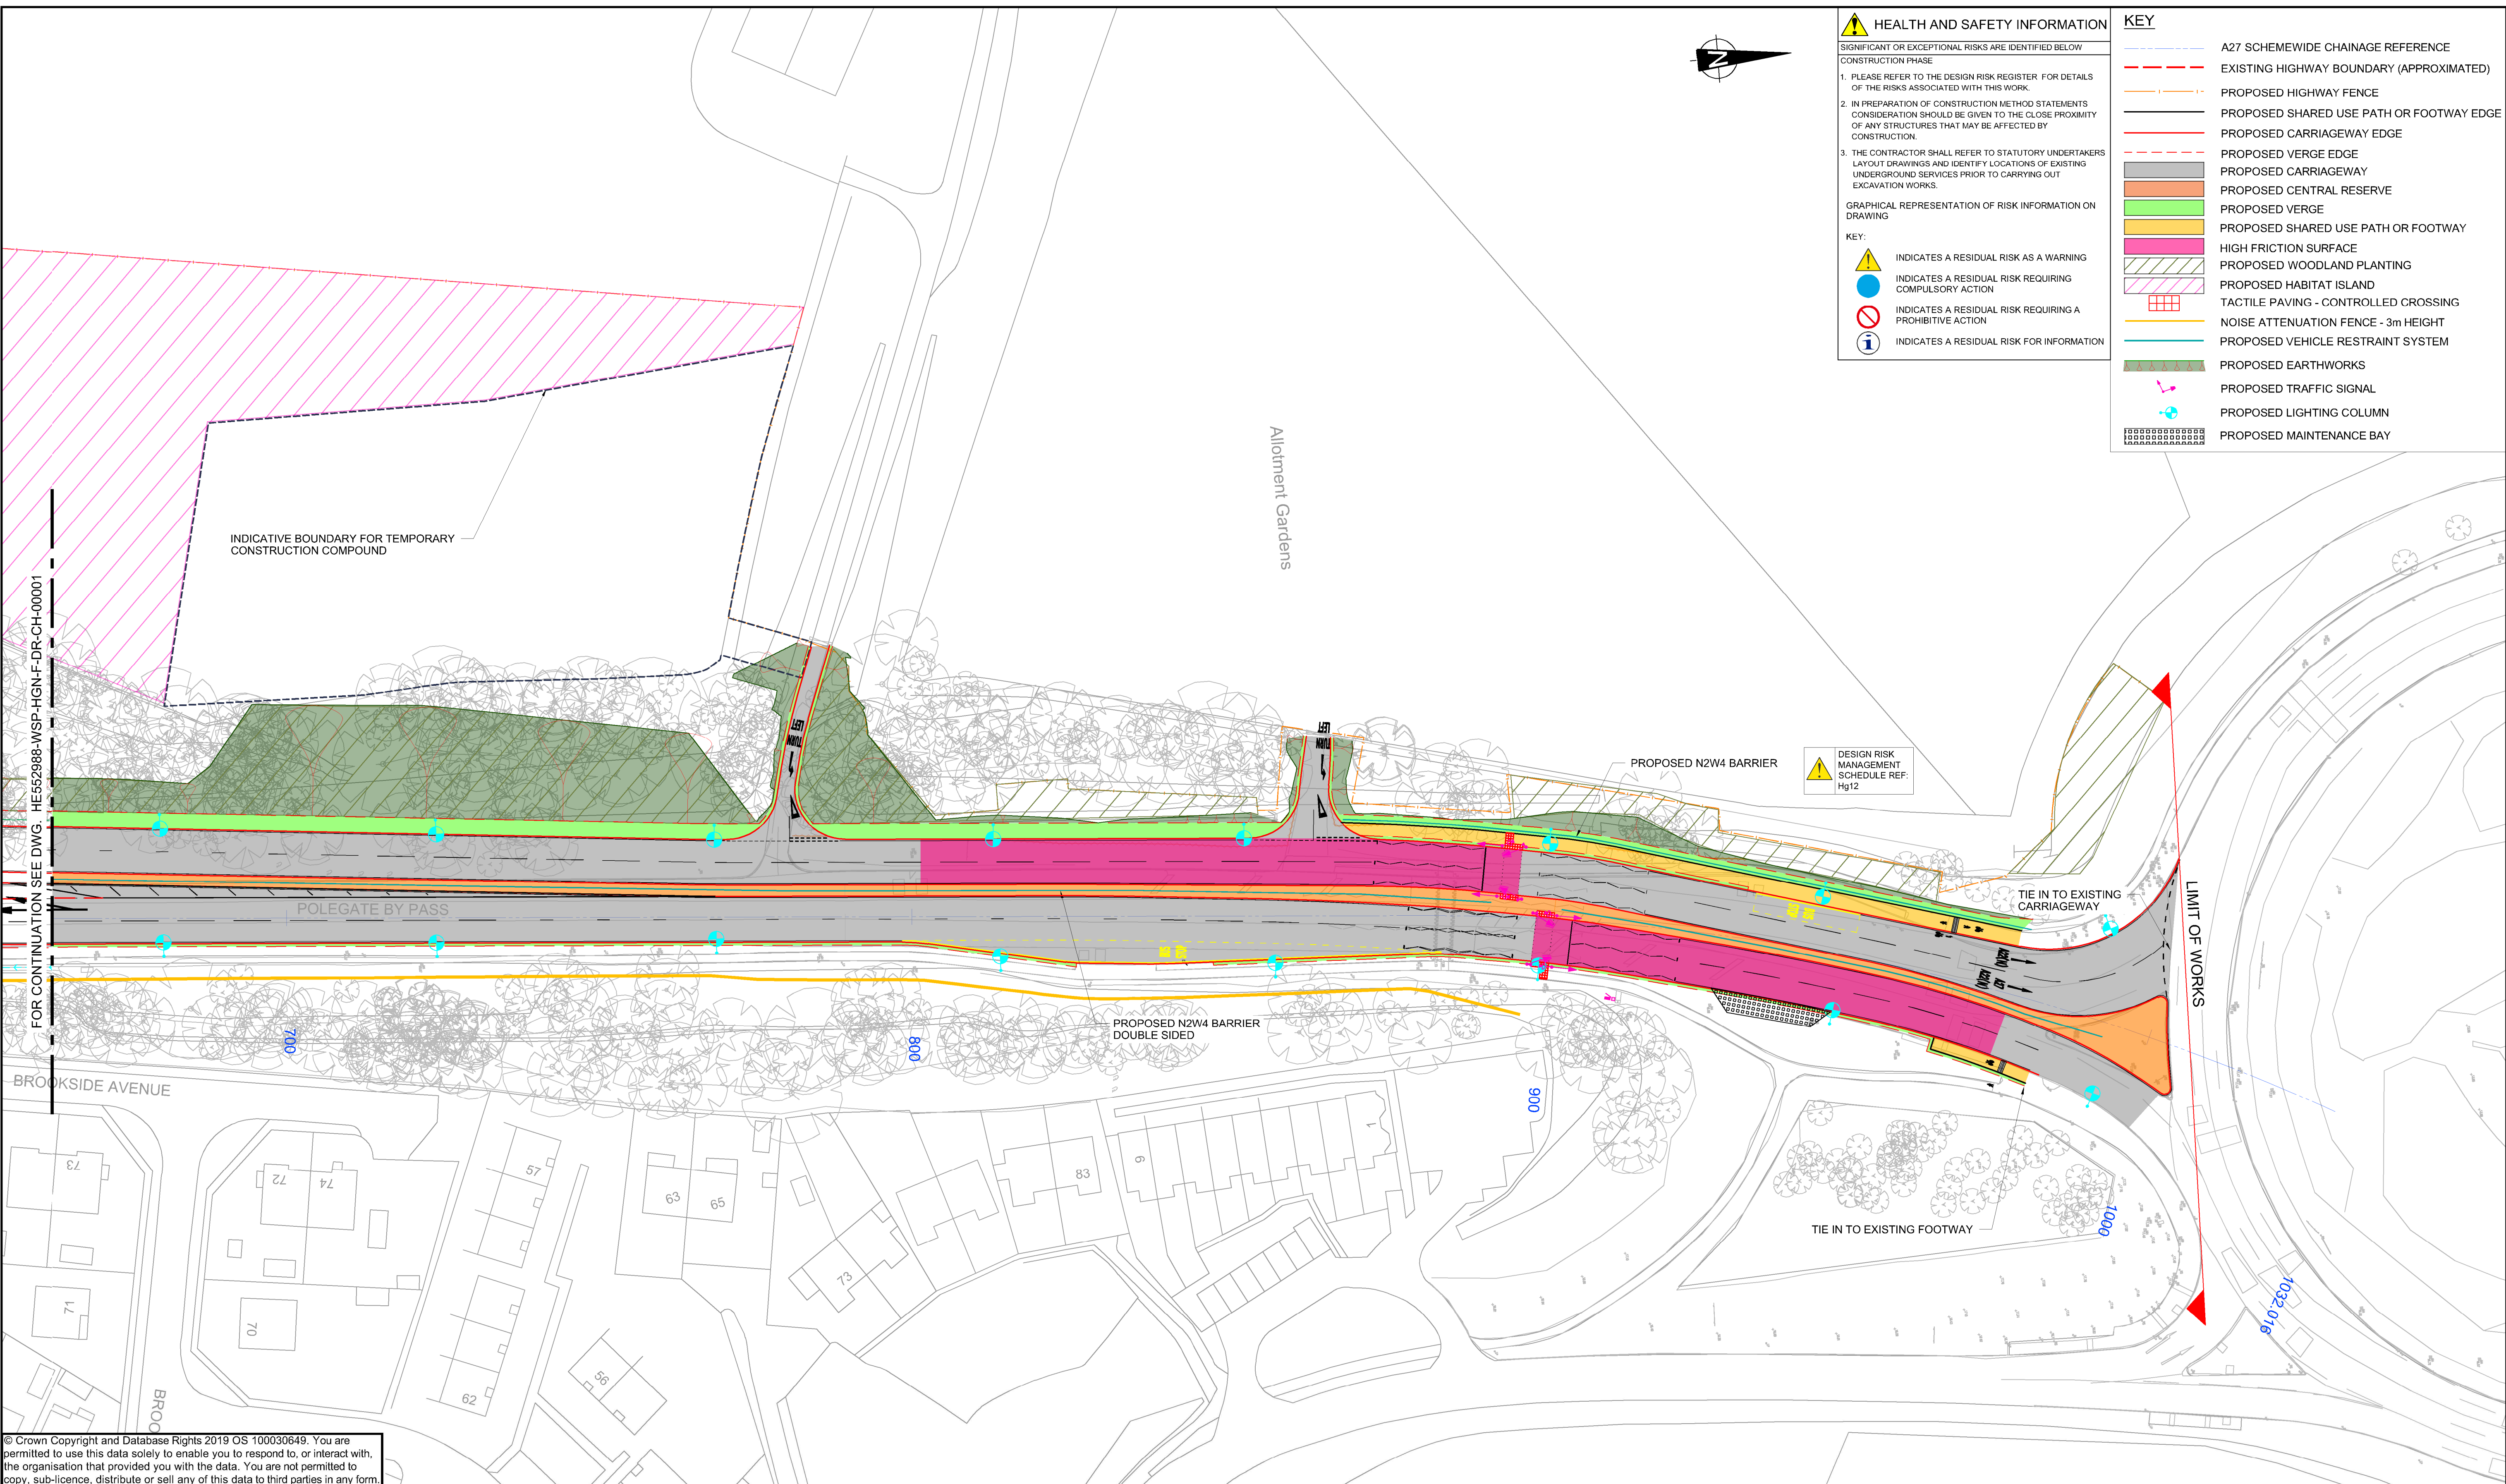 HEALTH AND SAFETY INFORMATION
SIGNIFICANT OR EXCEPTIONAL RISKS ARE IDENTIFIED BELOW
CONSTRUCTION PHASE
1. PLEASE REFER TO THE DESIGN RISK REGISTER FOR DETAILS
OF THE RISKS ASSOCIATED WITH THIS WORK.
2. IN PREPARATION OF CONSTRUCTION METHOD STATEMENTS
CONSIDERATION SHOULD BE GIVEN TO THE CLOSE PROXIMITY
OF ANY STRUCTURES THAT MAY BE AFFECTED BY
CONSTRUCTION.
3. THE CONTRACTOR SHALL REFER TO STATUTORY UNDERTAKERS
LAYOUT DRAWINGS AND IDENTIFY LOCATIONS OF EXISTING
UNDERGROUND SERVICES PRIOR TO CARRYING OUT
EXCAVATION WORKS.
GRAPHICAL REPRESENTATION OF RISK INFORMATION ON
DRAWING
KEY:
INDICATES A RESIDUAL RISK AS A WARNING
INDICATES A RESIDUAL RISK REQUIRING
COMPULSORY ACTION
INDICATES A RESIDUAL RISK REQUIRING A
PROHIBITIVE ACTION
INDICATES A RESIDUAL RISK FOR INFORMATION
KEY
A27 SCHEMEWIDE CHAINAGE REFERENCE
EXISTING HIGHWAY BOUNDARY (APPROXIMATED)
PROPOSED HIGHWAY FENCE
PROPOSED SHARED USE PATH OR FOOTWAY EDGE
PROPOSED CARRIAGEWAY EDGE
PROPOSED VERGE EDGE
PROPOSED CARRIAGEWAY
PROPOSED CENTRAL RESERVE
PROPOSED VERGE
PROPOSED SHARED USE PATH OR FOOTWAY
HIGH FRICTION SURFACE
PROPOSED WOODLAND PLANTING
PROPOSED HABITAT ISLAND
TACTILE PAVING - CONTROLLED CROSSING
NOISE ATTENUATION FENCE - 3m HEIGHT
PROPOSED VEHICLE RESTRAINT SYSTEM
PROPOSED EARTHWORKS
PROPOSED TRAFFIC SIGNAL
PROPOSED LIGHTING COLUMN
PROPOSED MAINTENANCE BAY
N
Allotment Gardens
INDICATIVE BOUNDARY FOR TEMPORARY
CONSTRUCTION COMPOUND
FOR CONTINUATION SEE DWG. HE552988-WSP-HGN-F-DR-CH-00001
TURN
LEFT
TURN
LEFT
PROPOSED N2W4 BARRIER
DESIGN RISK
MANAGEMENT
SCHEDULE REF:
Hg12
TIE IN TO EXISTING
CARRIAGEWAY
LIMIT OF WORKS
POLEGATE BY PASS
BUS
STOP
BUS
STOP
A27
PROPOSED N2W4 BARRIER
DOUBLE SIDED
700
800
900
1000
1032.016
BROOKSIDE AVENUE
TIE IN TO EXISTING FOOTWAY
73
72
74
57
63
65
83
9
1
73
71
70
62
56
BROO
© Crown Copyright and Database Rights 2019 OS 100030649. You are
permitted to use this data solely to enable you to respond to, or interact with,
the organisation that provided you with the data. You are not permitted to
copy, sub-licence, distribute or sell any of this data to third parties in any form.